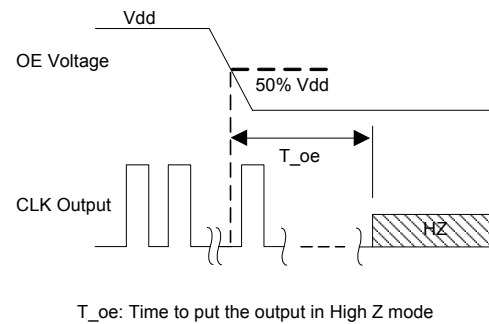 Vdd
OE Voltage
50% Vdd
T_oe
CLK Output
HZ
T_oe: Time to put the output in High Z mode